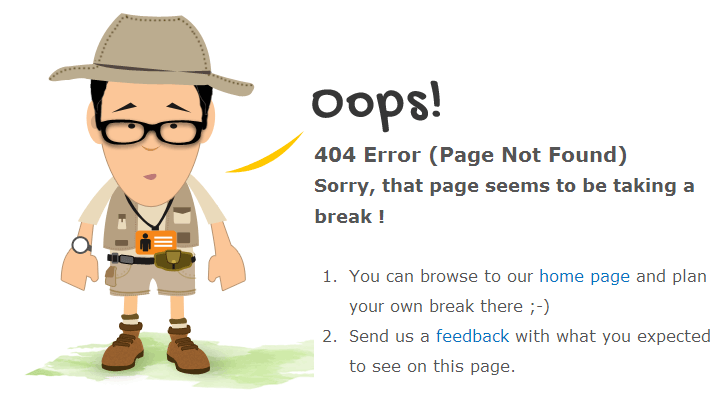 Oops!
404 Error (Page Not Found)
Sorry, that page seems to be taking a
break !
1. You can browse to our home page and plan
your own break there ;-)
2. Send us a feedback with what you expected
to see on this page.